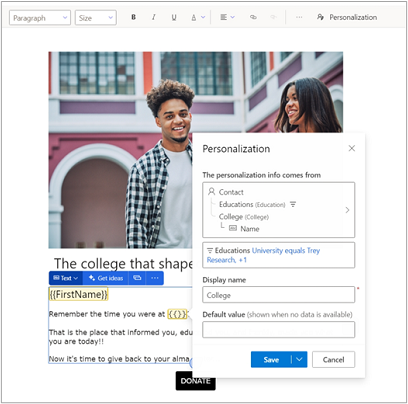 Paragraph Size B I U A ... Personalization
Personalization
The personalization info comes from
Contact
Educations (Education)
College (College)
Name
Educations University equals Trey
Research, +1
Display name
*
College
Default value (shown when no data is available)
Save Cancel
The college that shape
Text Get ideas ...
{{FirstName}}
Remember the time you were at {{}}
That is the place that informed you, edu
you are today!!
Now it's time to give back to your alma
DONATE